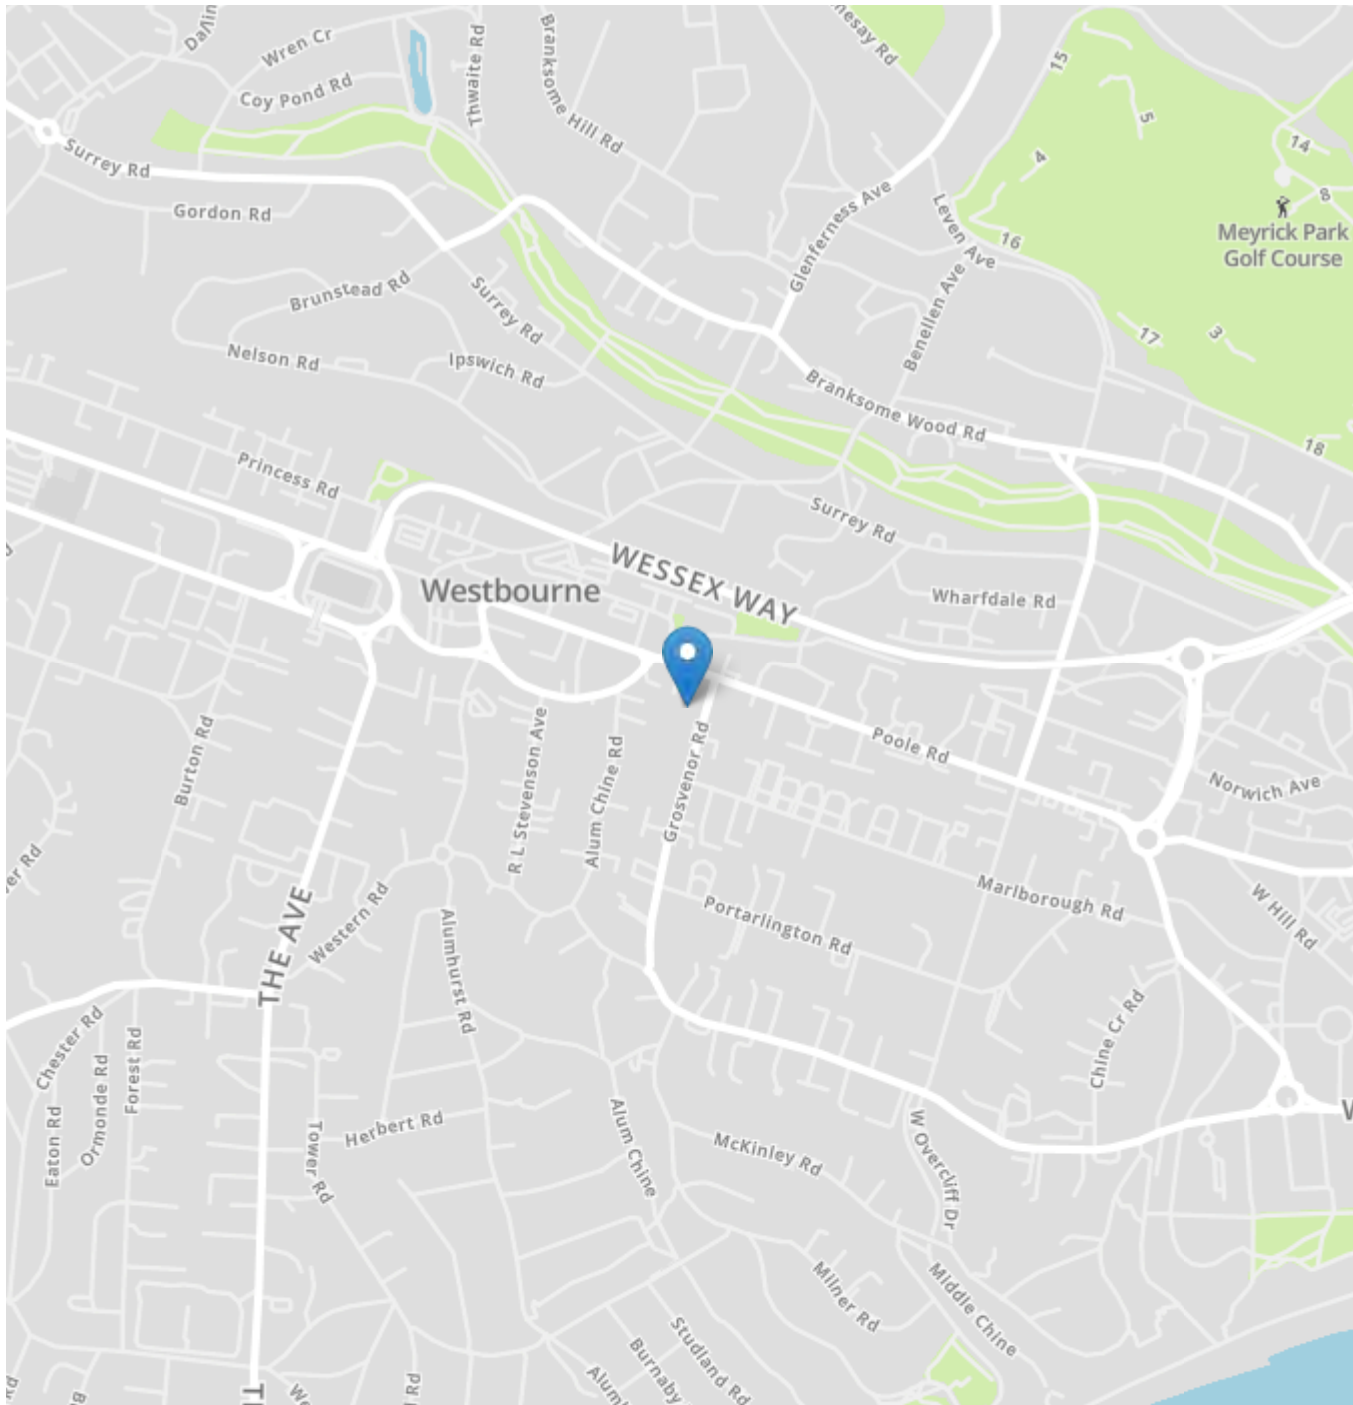 Wren Cr
Thwaite Rd
Branksome Hill Rd
Coy Pond Rd
15
5
4
14
8
Surrey Rd
Gordon Rd
Glenferness Ave
Leven Ave
16
Meyrick Park
Golf Course
Brunstead Rd
Surrey Rd
Benellen Ave
17
3
Nelson Rd
Ipswich Rd
Branksome Wood Rd
18
Princess Rd
Surrey Rd
WESSEX WAY
Westbourne
Wharfdale Rd
Burton Rd
R L Stevenson Ave
Alum Chine Rd
Grosvenor Rd
Poole Rd
Norwich Ave
THE AVE
Western Rd
Alumhurst Rd
Portarlington Rd
Marlborough Rd
W Hill Rd
Chester Rd
Ormonde Rd
Forest Rd
Eaton Rd
Chine Cr Rd
Tower Rd
Herbert Rd
Alum Chine
McKinley Rd
W Overcliff Dr
Milner Rd
Middle Chine
Studland Rd
Burnaby
Rd